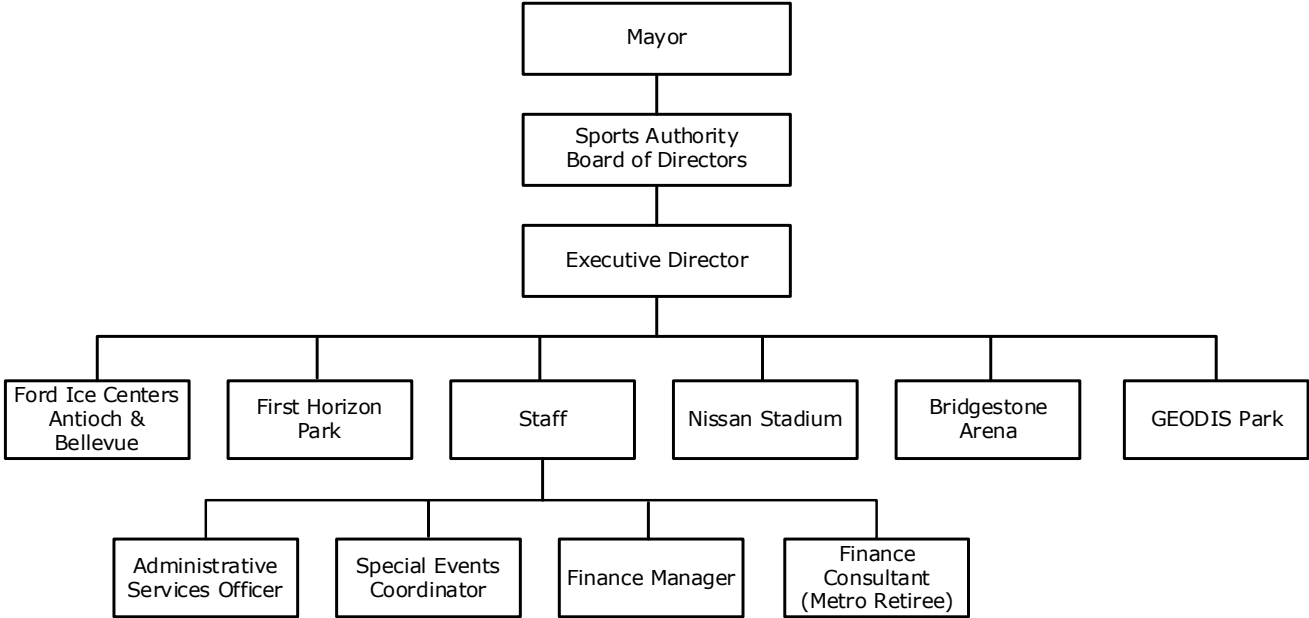 Mayor
Sports Authority
Board of Directors
Executive Director
Ford Ice Centers
Antioch &
Bellevue
First Horizon
Park
Staff
Nissan Stadium
Bridgestone
Arena
GEODIS Park
Administrative
Services Officer
Special Events
Coordinator
Finance Manager
Finance
Consultant
(Metro Retiree)